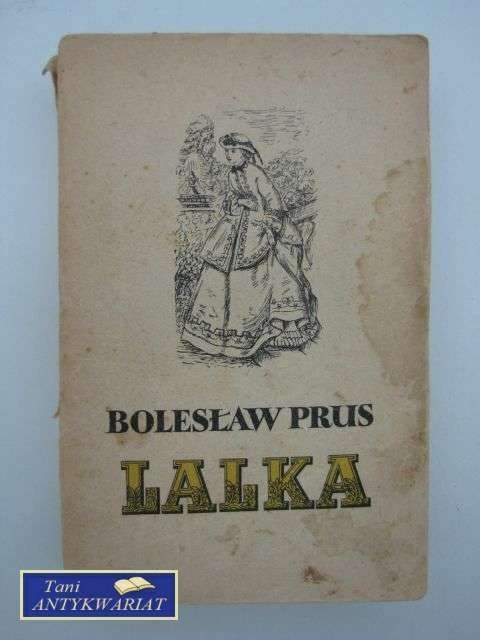 BOLESŁAW PRUS
LALKA
Tani
ANTYKWARIAT